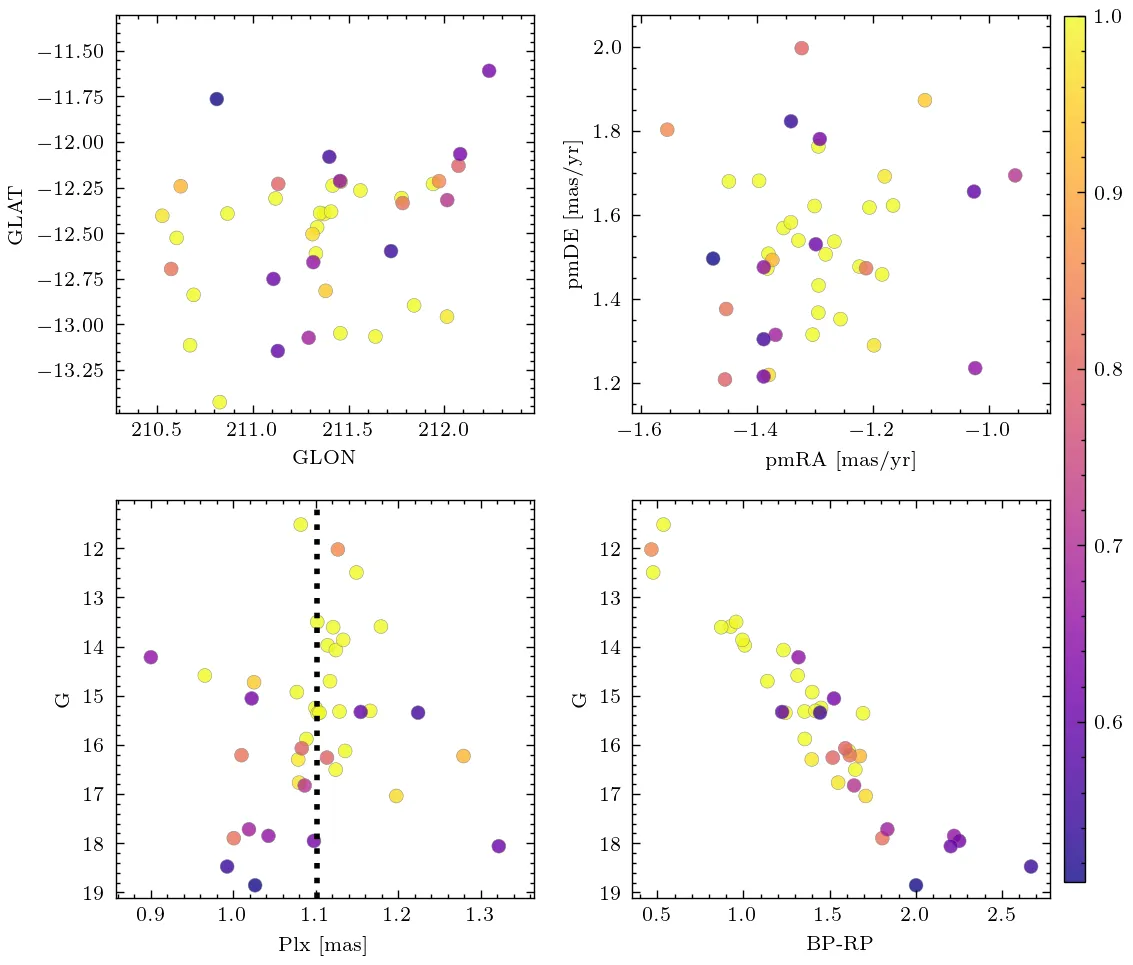 −11.50
−11.75
−12.00
−12.25
−12.50
−12.75
−13.00
−13.25
GLAT
210.5 211.0 211.5 212.0
GLON
2.0
1.8
1.6
1.4
1.2
pmDE [mas/yr]
−1.6 −1.4 −1.2 −1.0
pmRA [mas/yr]
1.0
0.9
0.8
0.7
0.6
12
13
14
15
16
17
18
19
G
0.9 1.0 1.1 1.2 1.3
Plx [mas]
12
13
14
15
16
17
18
19
G
0.5 1.0 1.5 2.0 2.5
BP-RP